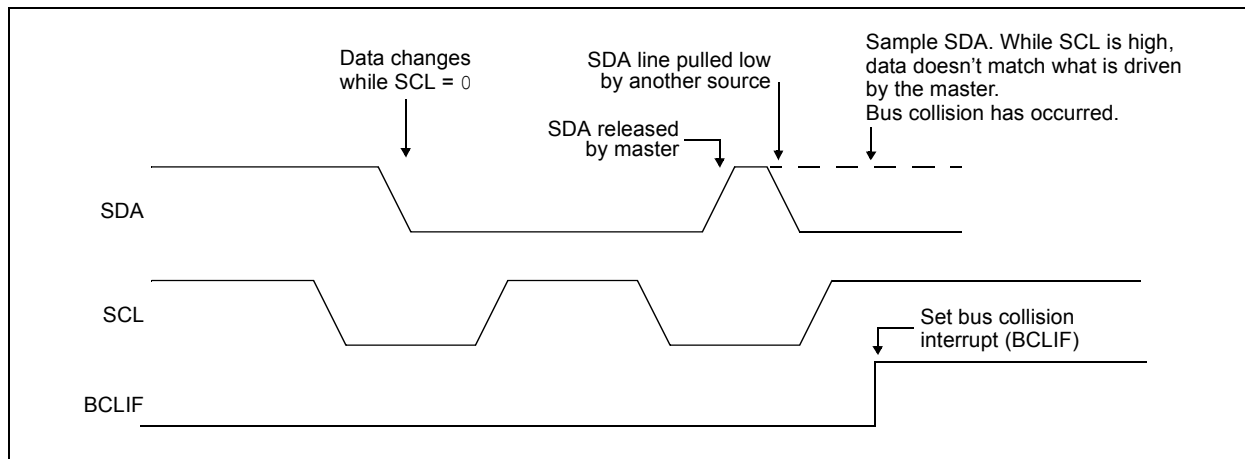 Data changes
while SCL = 0
SDA line pulled low
by another source
Sample SDA. While SCL is high,
data doesn't match what is driven
by the master.
Bus collision has occurred.
SDA released
by master
SDA
SCL
Set bus collision
interrupt (BCLIF)
BCLIF